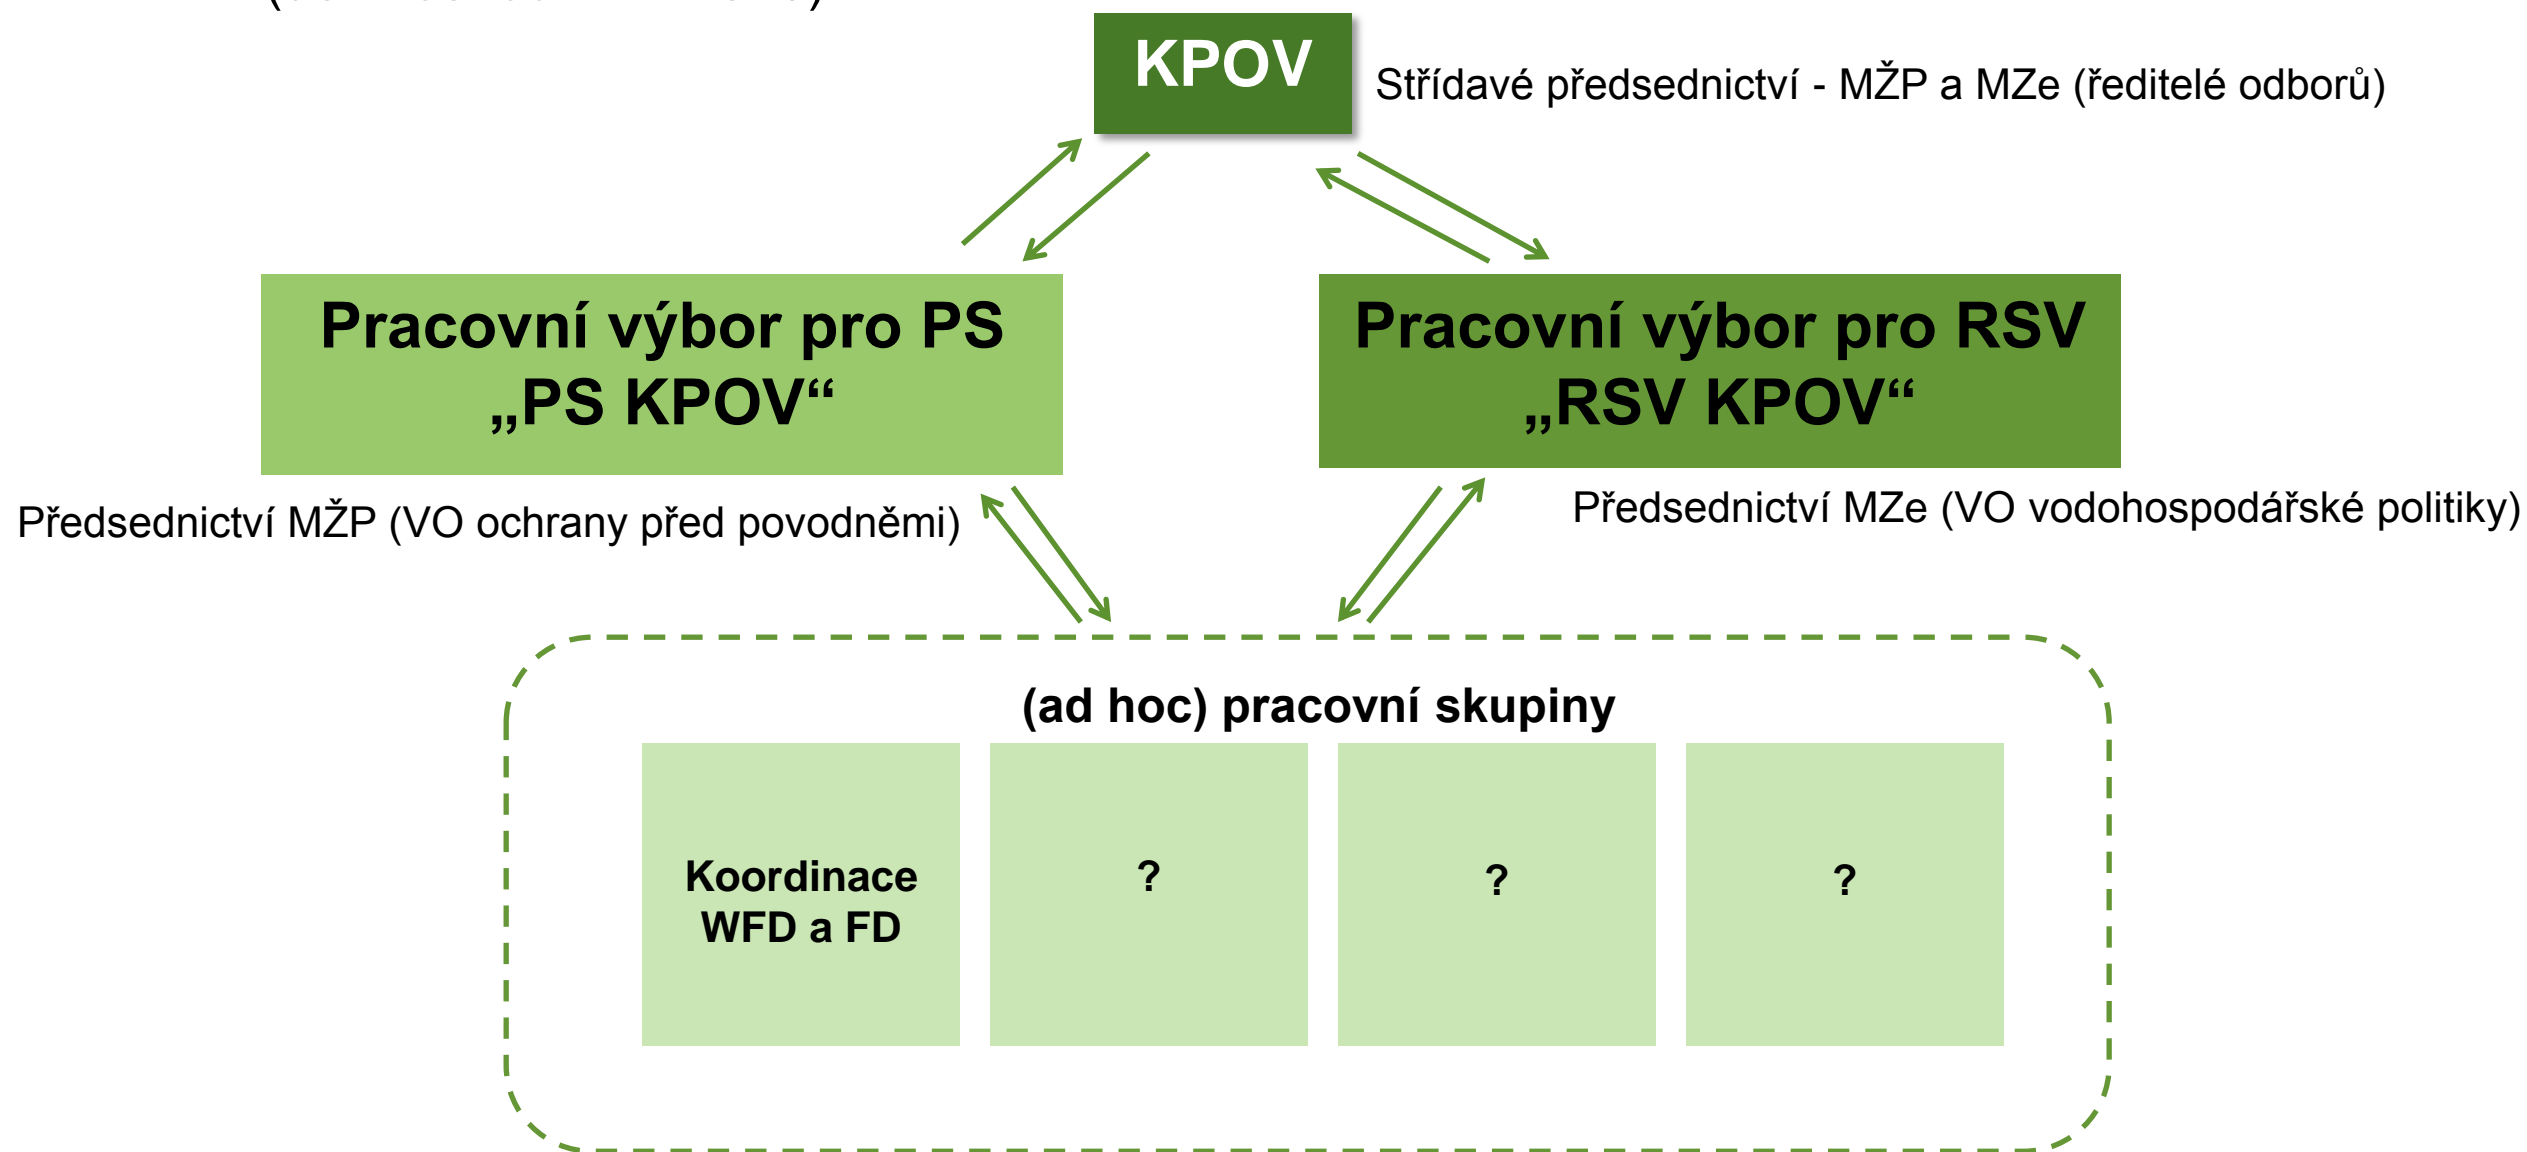 KPOV
Střídavé předsednictví - MŽP a MZe (ředitelé odborů)
Pracovní výbor pro PS
„PS KPOV“
Pracovní výbor pro RSV
„RSV KPOV“
Předsednictví MŽP (VO ochrany před povodněmi)
Předsednictví MZe (VO vodohospodářské politiky)
(ad hoc) pracovní skupiny
Koordinace
WFD a FD
?
?
?